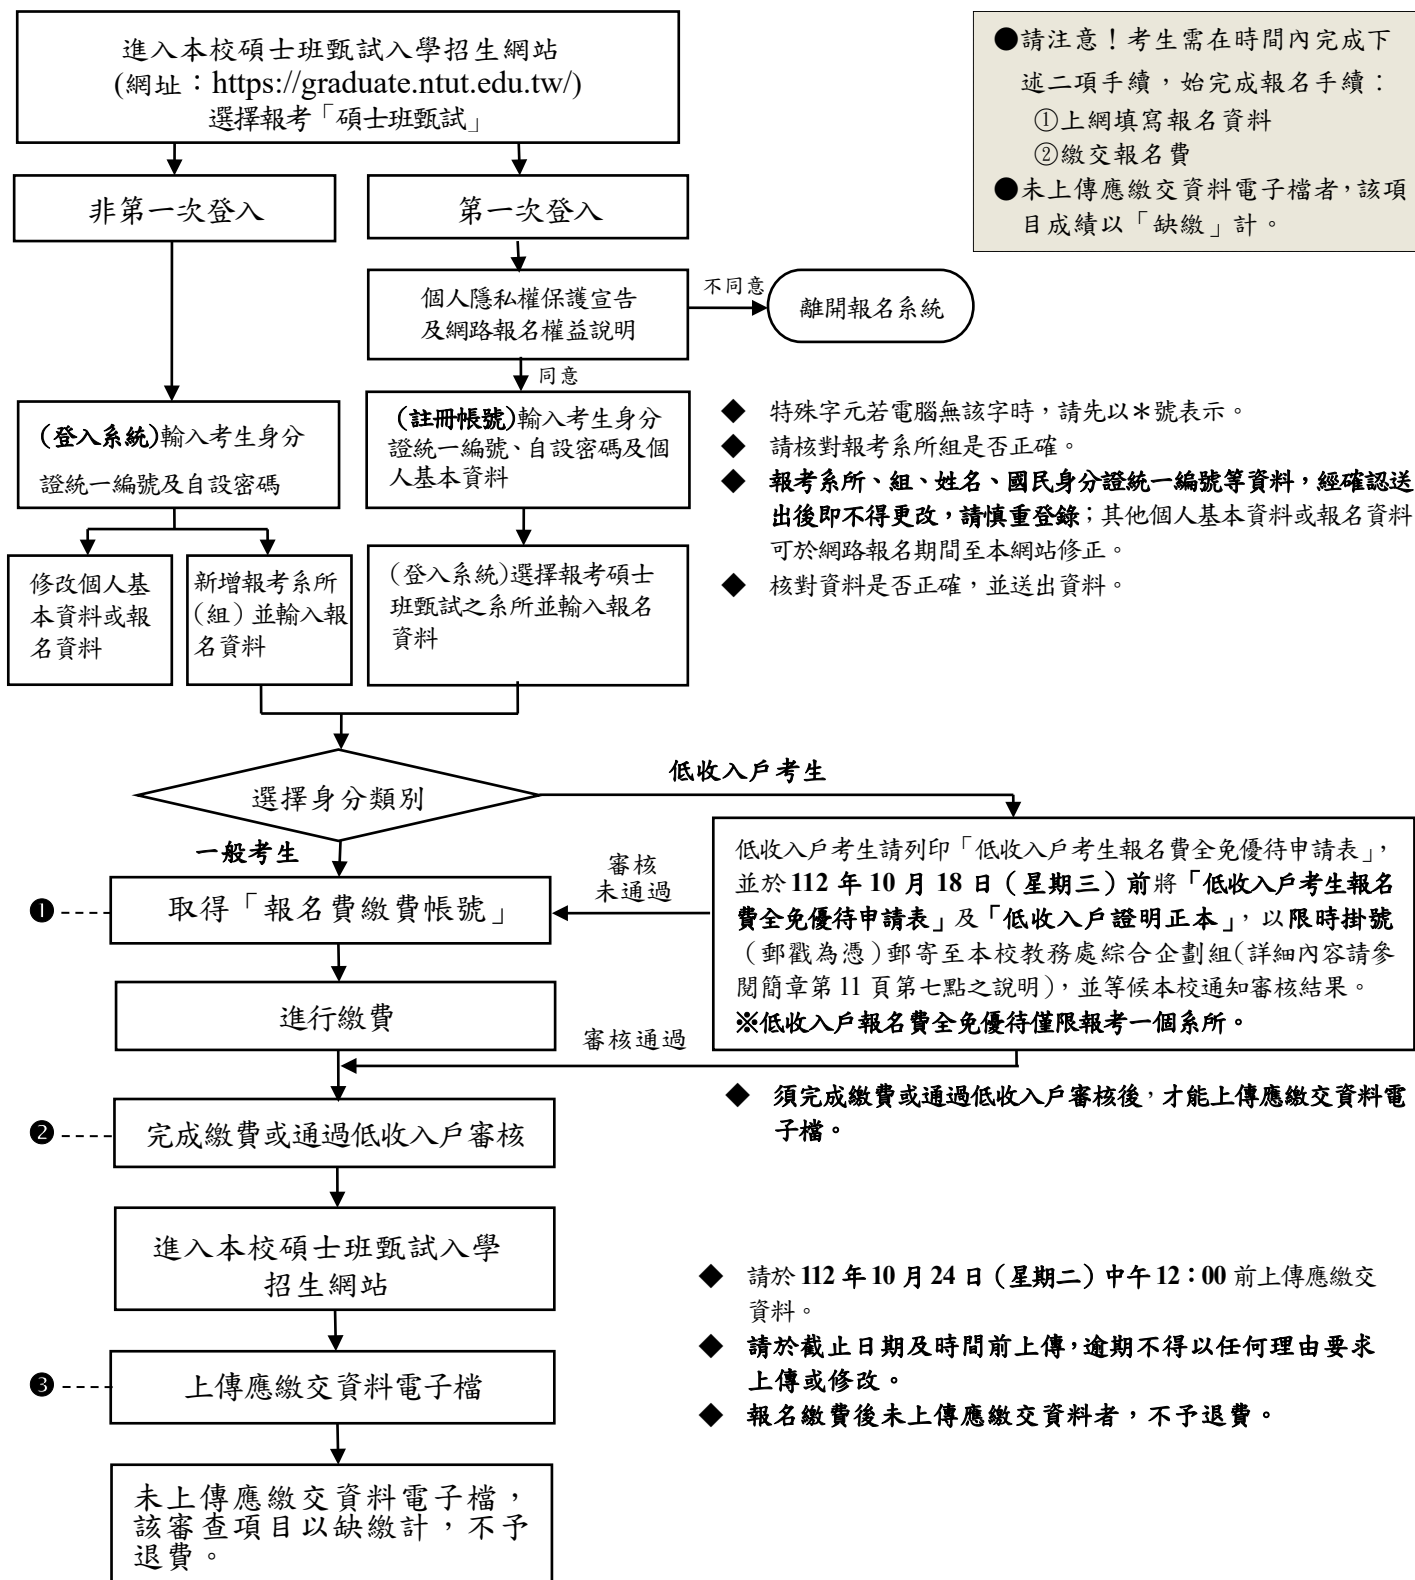 進入本校碩士班甄試入學招生網站
(網址：https://graduate.ntut.edu.tw/)
選擇報考「碩士班甄試」
●請注意！考生需在時間內完成下
述二項手續，始完成報名手續：
①上網填寫報名資料
②繳交報名費
●未上傳應繳交資料電子檔者，該項
目成績以「缺繳」計。
非第一次登入
第一次登入
個人隱私權保護宣告
及網路報名權益說明
不同意
離開報名系統
同意
(登入系統)輸入考生身分
證統一編號及自設密碼
(註冊帳號)輸入考生身分
證統一編號、自設密碼及個
人基本資料
◆ 特殊字元若電腦無該字時，請先以＊號表示。
◆ 請核對報考系所組是否正確。
◆ 報考系所、組、姓名、國民身分證統一編號等資料，經確認送
出後即不得更改，請慎重登錄；其他個人基本資料或報名資料
可於網路報名期間至本網站修正。
◆ 核對資料是否正確，並送出資料。
修改個人基
本資料或報
名資料
新增報考系所
（組）並輸入報
名資料
(登入系統)選擇報考碩士
班甄試之系所並輸入報名
資料
選擇身分類別
低收入戶考生
一般考生
低收入戶考生請列印「低收入戶考生報名費全免優待申請表」，
並於 112 年 10 月 18 日（星期三）前將「低收入戶考生報名
費全免優待申請表」及「低收入戶證明正本」，以限時掛號
（郵戳為憑）郵寄至本校教務處綜合企劃組(詳細內容請參
閱簡章第 11 頁第七點之說明)，並等候本校通知審核結果。
※低收入戶報名費全免優待僅限報考一個系所。
審核
未通過
❶
取得「報名費繳費帳號」
進行繳費
審核通過
❷
完成繳費或通過低收入戶審核
◆ 須完成繳費或通過低收入戶審核後，才能上傳應繳交資料電
子檔。
進入本校碩士班甄試入學
招生網站
◆ 請於 112 年 10 月 24 日（星期二）中午 12：00 前上傳應繳交
資料。
◆ 請於截止日期及時間前上傳，逾期不得以任何理由要求
上傳或修改。
◆ 報名繳費後未上傳應繳交資料者，不予退費。
❸
上傳應繳交資料電子檔
未上傳應繳交資料電子檔，
該審查項目以缺繳計，不予
退費。